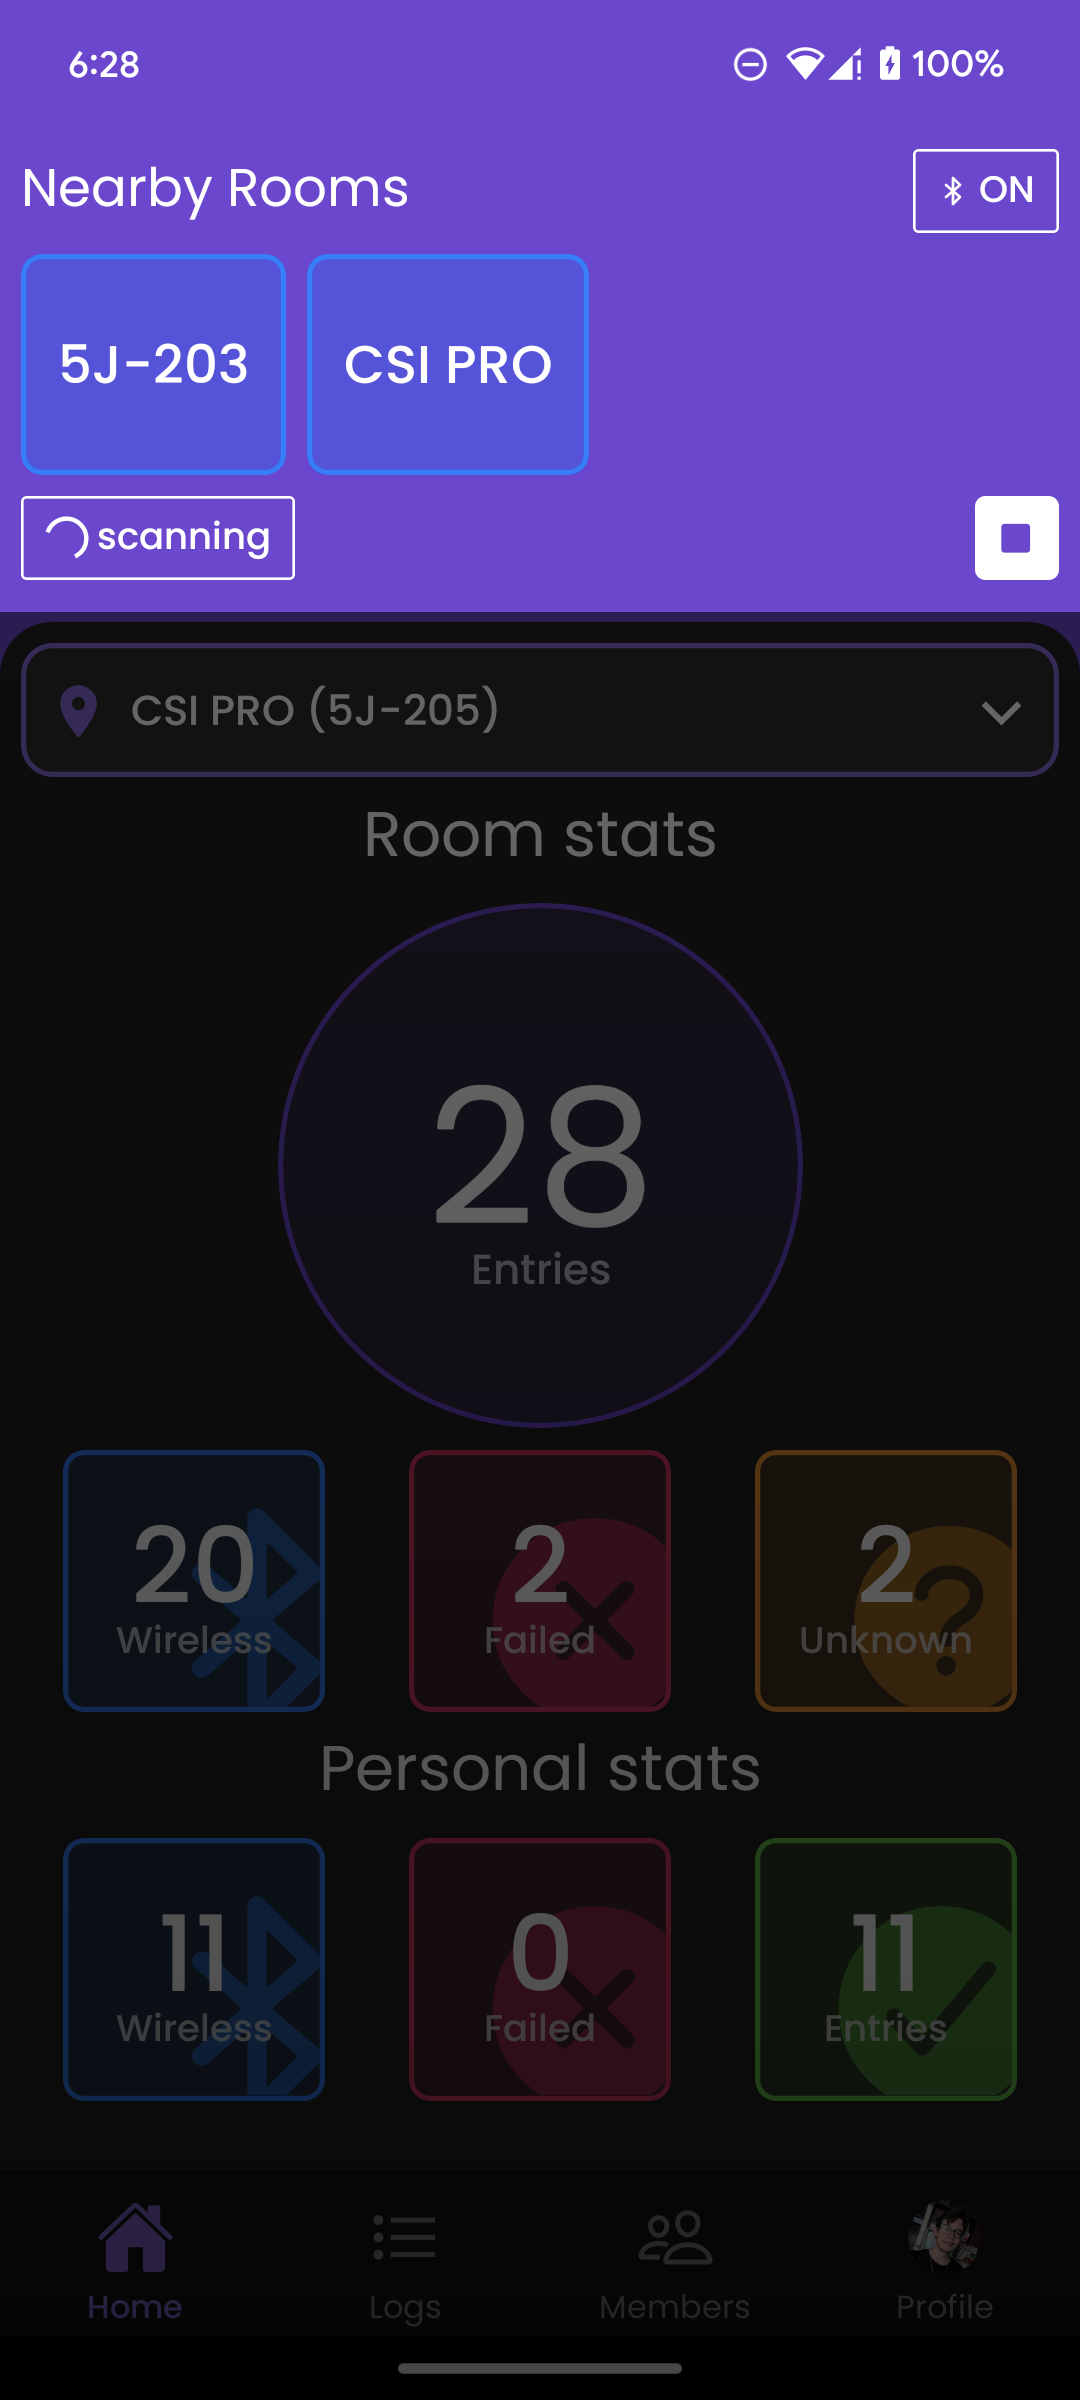 6:28 100%
Nearby Rooms ON
5J-203 CSI PRO
scanning
CSI PRO (5J-205)
Room stats
28
Entries
20 2 2
Wireless Failed Unknown
Personal stats
11 0 11
Wireless Failed Entries
Home Logs Members Profile